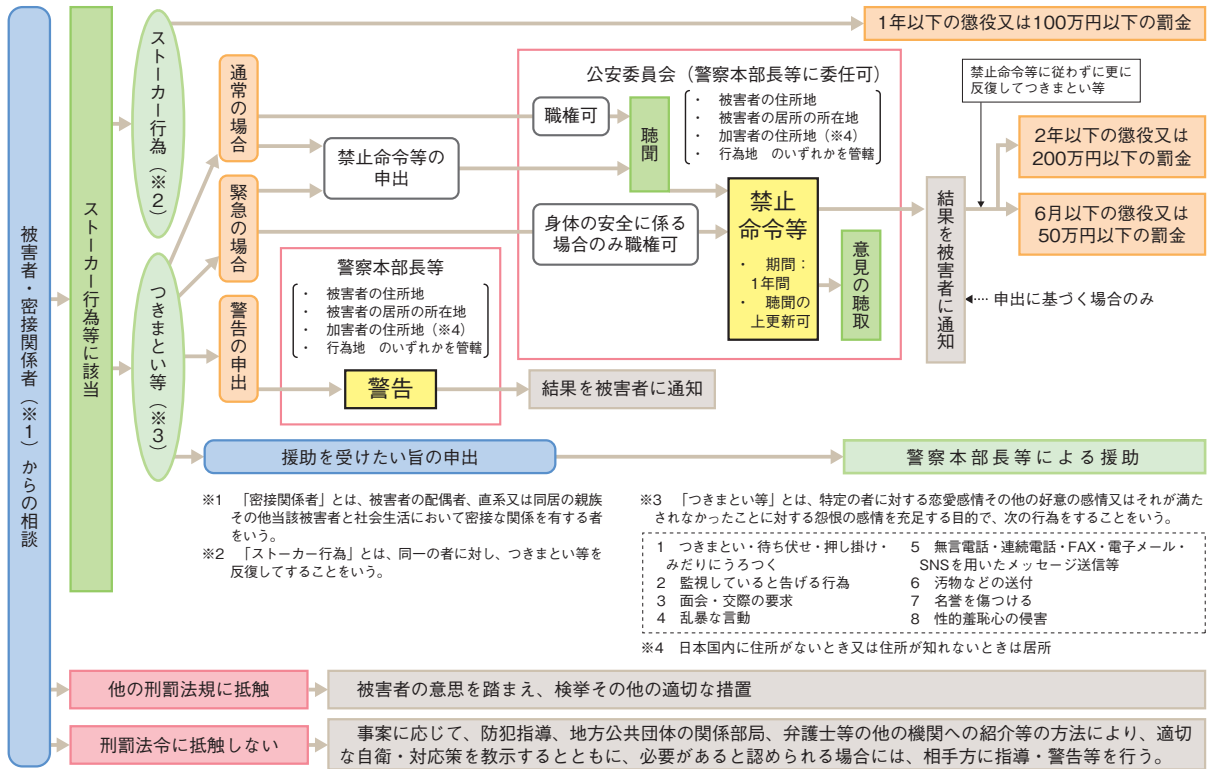 被害者・密接関係者（※1）からの相談
ストーカー行為等に該当
ストーカー行為（※2）
1年以下の懲役又は100万円以下の罰金
つきまとい等（※3）
通常の場合
緊急の場合
警告の申出
禁止命令等の
申出
公安委員会（警察本部長等に委任可）
職権可
聴聞
・　被害者の住所地
・　被害者の居所の所在地
・　加害者の住所地（※4）
・　行為地　のいずれかを管轄
身体の安全に係る
場合のみ職権可
禁止
命令等
・　期間：
1年間
・　聴聞の
上更新可
意見の聴取
結果を被害者に通知
禁止命令等に従わずに更に
反復してつきまとい等
2年以下の懲役又は
200万円以下の罰金
6月以下の懲役又は
50万円以下の罰金
申出に基づく場合のみ
警察本部長等
・　被害者の住所地
・　被害者の居所の所在地
・　加害者の住所地（※4）
・　行為地　のいずれかを管轄
警告
結果を被害者に通知
援助を受けたい旨の申出
警察本部長等による援助
※1　「密接関係者」とは、被害者の配偶者、直系又は同居の親族
その他当該被害者と社会生活において密接な関係を有する者
をいう。
※2　「ストーカー行為」とは、同一の者に対し、つきまとい等を
反復してすることをいう。
※3　「つきまとい等」とは、特定の者に対する恋愛感情その他の好意の感情又はそれが満た
されなかったことに対する怨恨の感情を充足する目的で、次の行為をすることをいう。
1　つきまとい・待ち伏せ・押し掛け・
みだりにうろつく
2　監視していると告げる行為
3　面会・交際の要求
4　乱暴な言動
5　無言電話・連続電話・FAX・電子メール・
SNSを用いたメッセージ送信等
6　汚物などの送付
7　名誉を傷つける
8　性的羞恥心の侵害
※4　日本国内に住所がないとき又は住所が知れないときは居所
他の刑罰法規に抵触
被害者の意思を踏まえ、検挙その他の適切な措置
刑罰法令に抵触しない
事案に応じて、防犯指導、地方公共団体の関係部局、弁護士等の他の機関への紹介等の方法により、適切
な自衛・対応策を教示するとともに、必要があると認められる場合には、相手方に指導・警告等を行う。